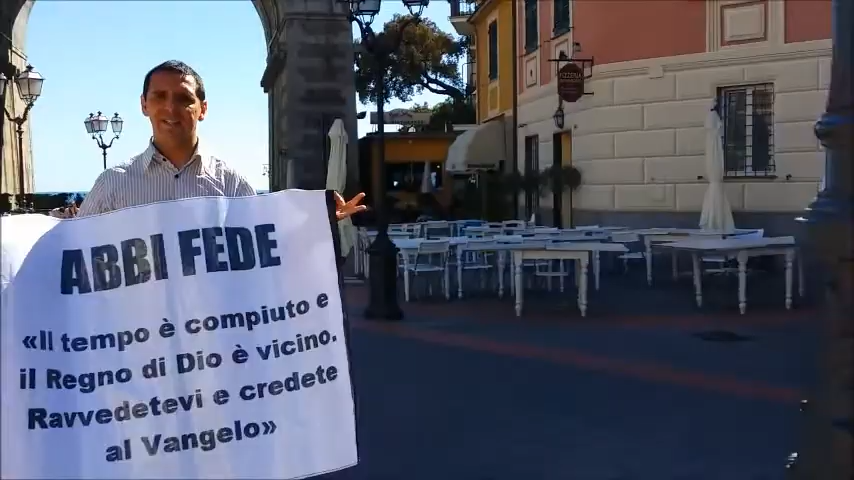 ABBI FEDE
«Il tempo è compiuto e
il Regno di Dio è vicino.
Ravvedetevi e credete
al Vangelo»
PIZZERIA